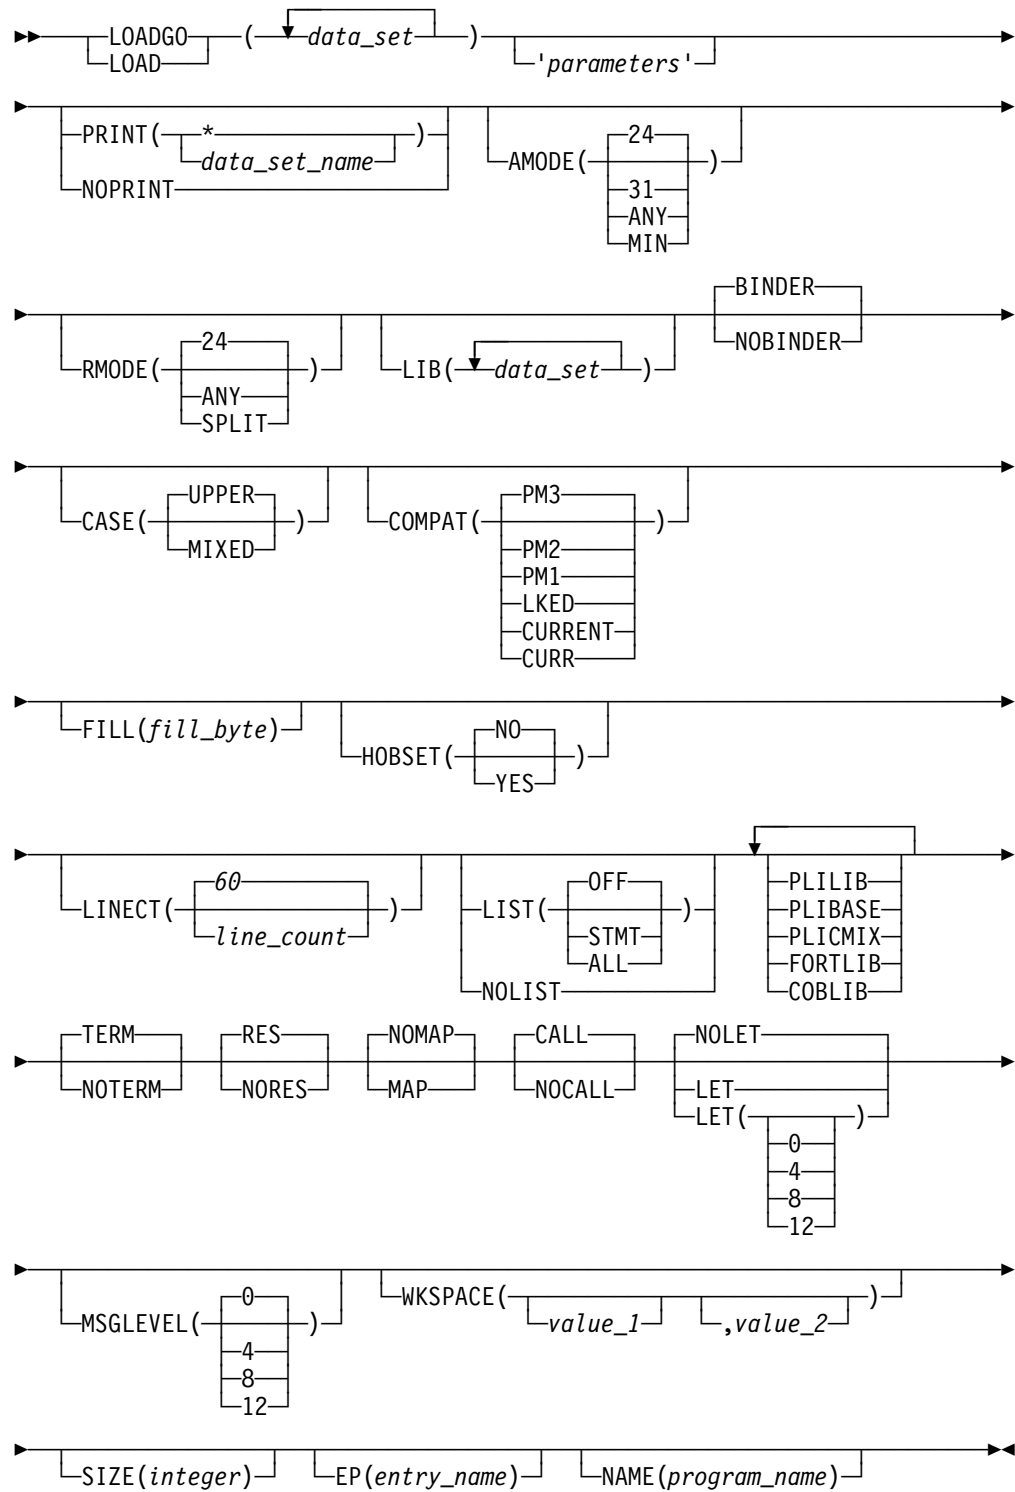 LOADGO ( data_set )
LOAD 'parameters'
PRINT( * ) AMODE( 24 )
data_set_name 31
NOPRINT ANY
MIN
BINDER
RMODE( 24 ) LIB( data_set ) NOBINDER
ANY
SPLIT
CASE( UPPER ) COMPAT( PM3 )
MIXED PM2
PM1
LKED
CURRENT
CURR
FILL(fill_byte) HOBSET( NO )
YES
LINECT( 60 ) LIST( OFF ) PLILIB
line_count STMT PLIBASE
ALL PLICMIX
NOLIST FORTLIB
COBLIB
TERM RES NOMAP CALL NOLET
NOTERM NORES MAP NOCALL LET
LET( )
0
4
8
12
MSGLEVEL( 0 ) WKSPACE( value_1 ,value_2 )
4
8
12
SIZE(integer) EP(entry_name) NAME(program_name)